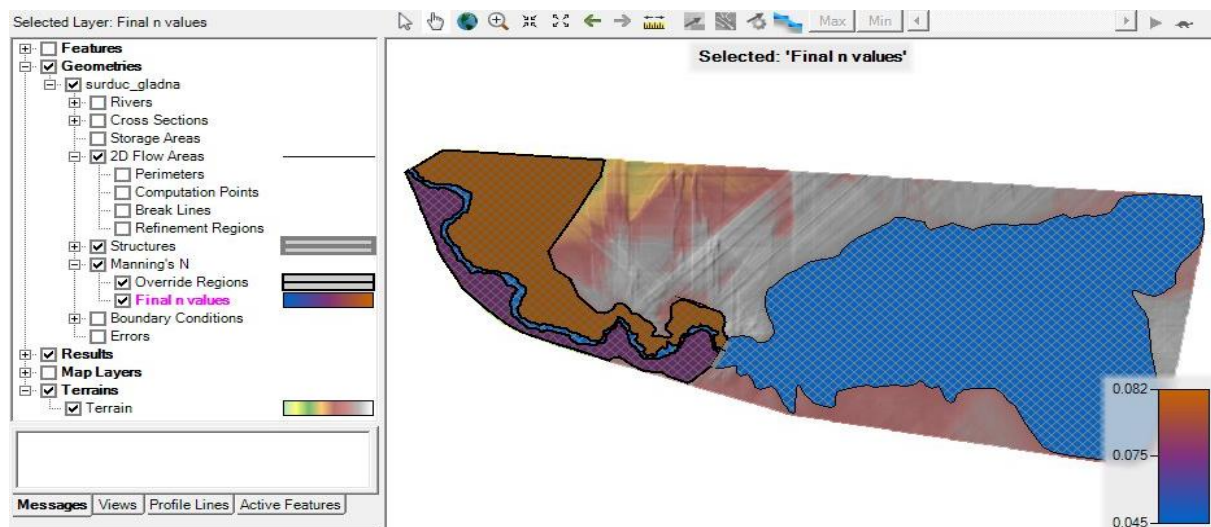 Selected Layer: Final n values
Max Min
Features
Geometries
surduc_gladna
Rivers
Cross Sections
Storage Areas
2D Flow Areas
Perimeters
Computation Points
Break Lines
Refinement Regions
Structures
Manning's N
Override Regions
Final n values
Boundary Conditions
Errors
Results
Map Layers
Terrains
Terrain
Messages Views Profile Lines Active Features
Selected: 'Final n values'
0.082
0.075
0.045